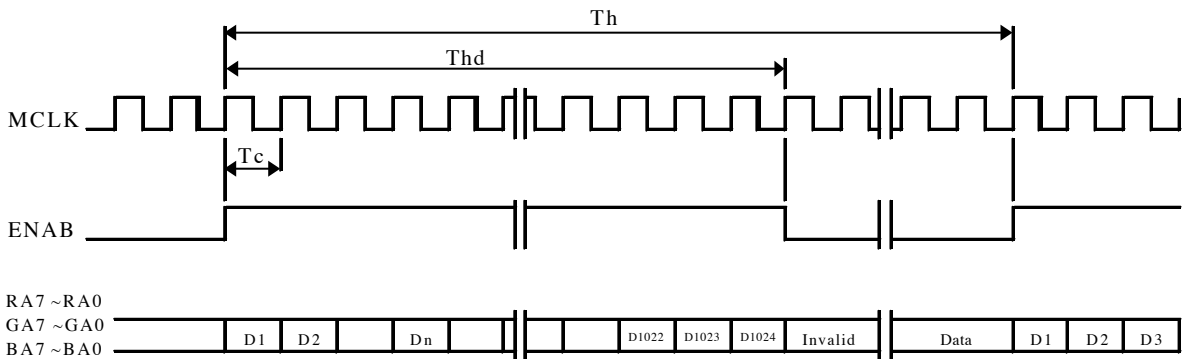 Th
Thd
MCLK
Tc
ENAB
RA7 ~RA0
GA7 ~GA0
BA7 ~BA0
D1 D2 Dn D1022 D1023 D1024 Invalid Data D1 D2 D3